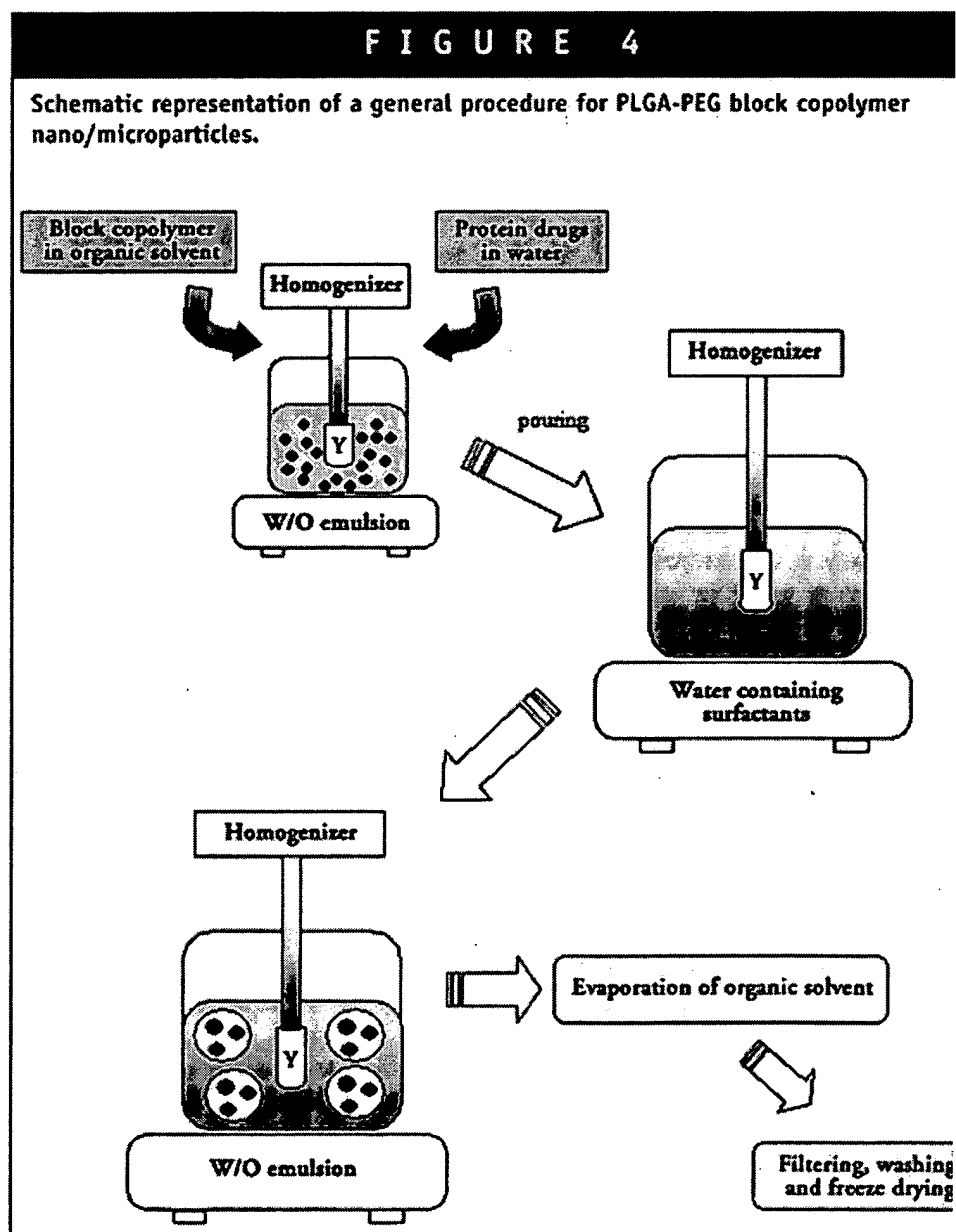 FIGURE 4
Schematic representation of a general procedure for PLGA-PEG block copolymer
nano/microparticles.
Block copolymer
in organic solvent
Protein drugs
in water
Homogenizer
Y
W/O emulsion
pouring
Homogenizer
Y
Water containing
surfactants
Homogenizer
Y
W/O emulsion
Evaporation of organic solvent
Filtering, washing
and freeze drying